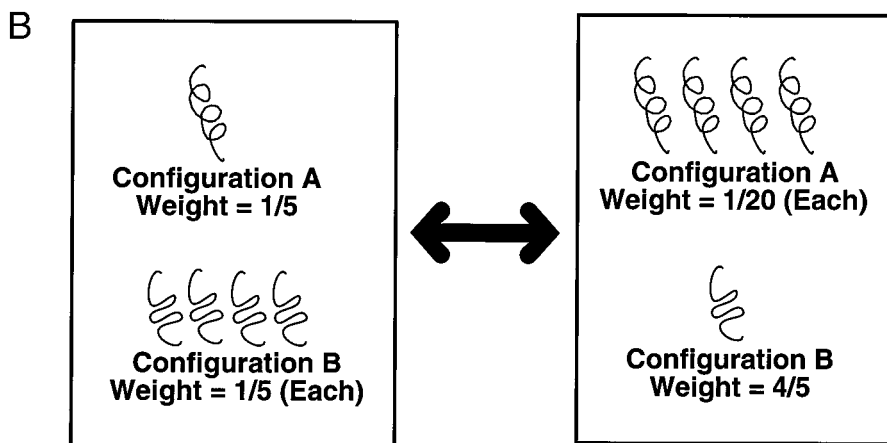 B
Configuration A
Weight = 1/5
Configuration B
Weight = 1/5 (Each)
Configuration A
Weight = 1/20 (Each)
Configuration B
Weight = 4/5